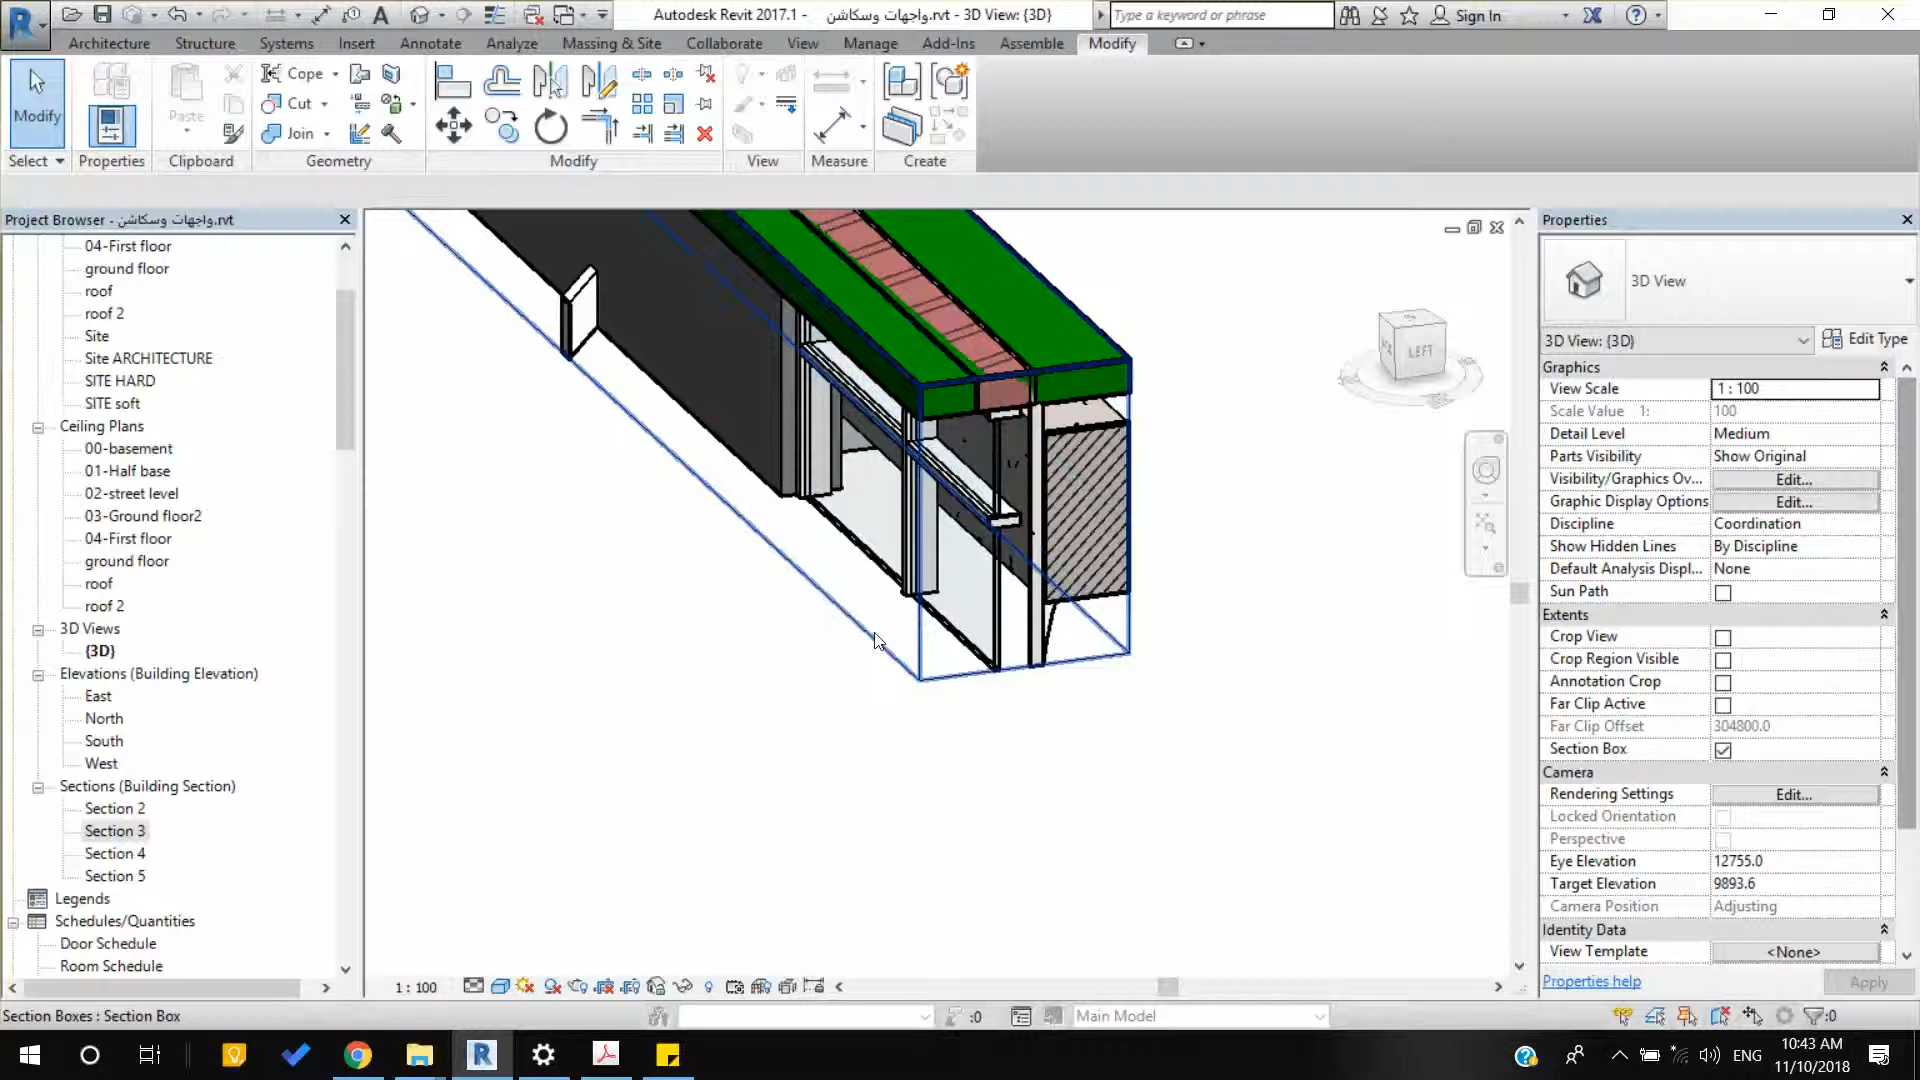 Autodesk Revit 2017.1 - واجهات وسكاشن.rvt - 3D View: {3D}
Type a keyword or phrase
Sign In
Architecture Structure Systems Insert Annotate Analyze Massing & Site Collaborate View Manage Add-Ins Assemble Modify
Modify
Paste
Cope
Cut
Join
Select Properties Clipboard Geometry Modify View Measure Create
Project Browser - واجهات وسكاشن.rvt
04-First floor
ground floor
roof
roof 2
Site
Site ARCHITECTURE
SITE HARD
SITE soft
Ceiling Plans
00-basement
01-Half base
02-street level
03-Ground floor2
04-First floor
ground floor
roof
roof 2
3D Views
{3D}
Elevations (Building Elevation)
East
North
South
West
Sections (Building Section)
Section 2
Section 3
Section 4
Section 5
Legends
Schedules/Quantities
Door Schedule
Room Schedule
LEFT
1 : 100
Properties
3D View
3D View: {3D}
Edit Type
Graphics
View Scale 1 : 100
Scale Value 1: 100
Detail Level Medium
Parts Visibility Show Original
Visibility/Graphics Ov... Edit...
Graphic Display Options Edit...
Discipline Coordination
Show Hidden Lines By Discipline
Default Analysis Displ... None
Sun Path
Extents
Crop View
Crop Region Visible
Annotation Crop
Far Clip Active
Far Clip Offset 304800.0
Section Box
Camera
Rendering Settings Edit...
Locked Orientation
Perspective
Eye Elevation 12755.0
Target Elevation 9893.6
Camera Position Adjusting
Identity Data
View Template <None>
Properties help
Apply
Section Boxes : Section Box
:0
Main Model
:0
ENG
10:43 AM
11/10/2018